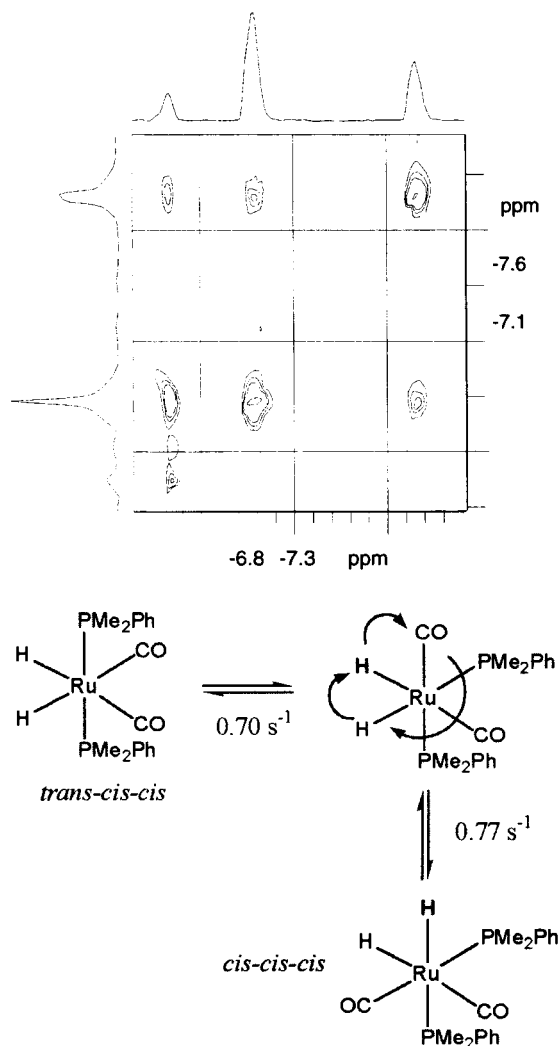 ppm
-7.6
-7.1
-6.8 -7.3 ppm
PMe2Ph
H
CO
Ru
H
CO
PMe2Ph
trans-cis-cis
0.70 s-1
CO
H
PMe2Ph
Ru
H
CO
PMe2Ph
0.77 s-1
H
H
PMe2Ph
cis-cis-cis
Ru
OC
CO
PMe2Ph